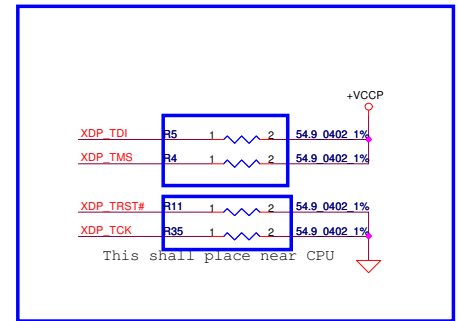 +VCCP
XDP_TDI R5 1 2 54.9_0402_1%
XDP_TMS R4 1 2 54.9_0402_1%
XDP_TRST# R11 1 2 54.9_0402_1%
XDP_TCK R35 1 2 54.9_0402_1%
This shall place near CPU